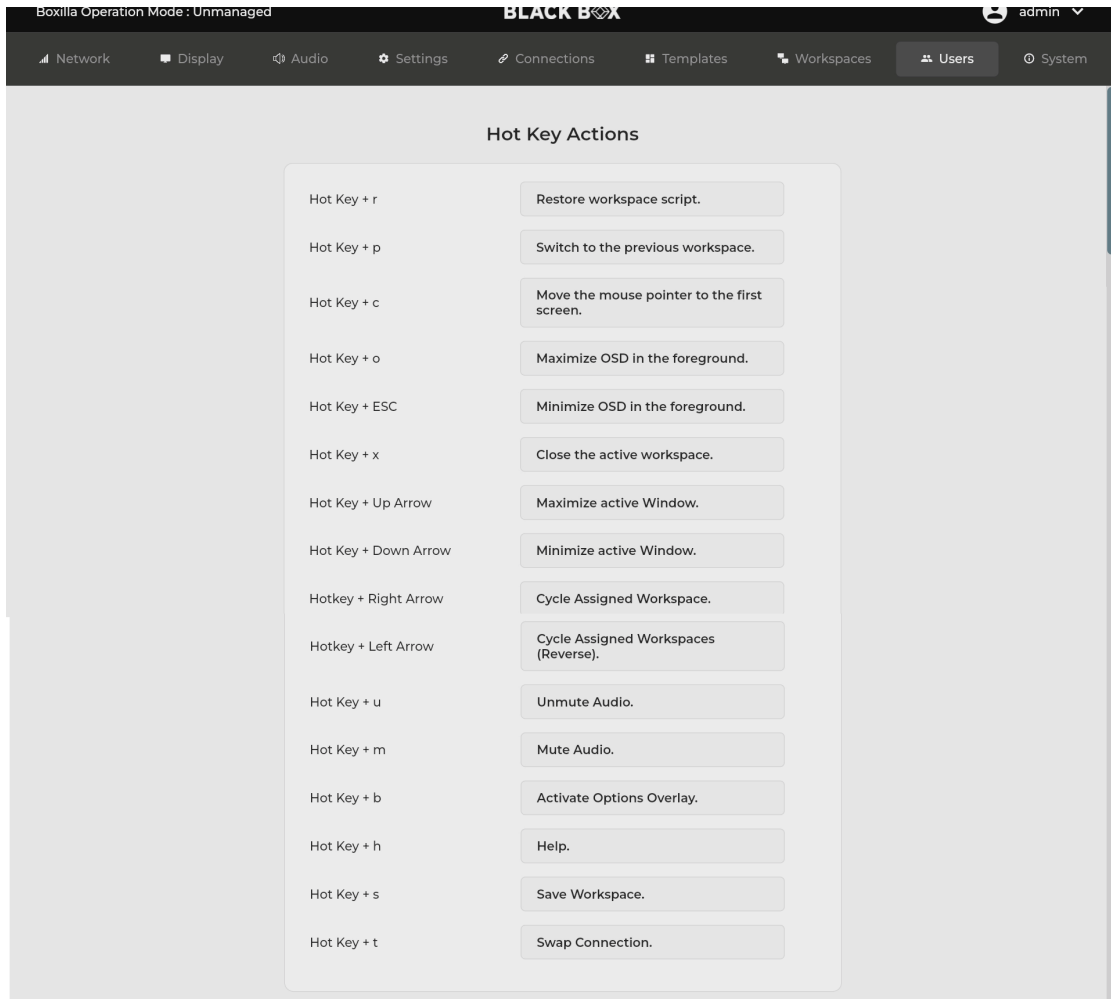 Boxilla Operation Mode : Unmanaged BLACK BOX admin
Network Display Audio Settings Connections Templates Workspaces Users System
Hot Key Actions
Hot Key + r Restore workspace script.
Hot Key + p Switch to the previous workspace.
Hot Key + c Move the mouse pointer to the first
screen.
Hot Key + o Maximize OSD in the foreground.
Hot Key + ESC Minimize OSD in the foreground.
Hot Key + x Close the active workspace.
Hot Key + Up Arrow Maximize active Window.
Hot Key + Down Arrow Minimize active Window.
Hotkey + Right Arrow Cycle Assigned Workspace.
Hotkey + Left Arrow Cycle Assigned Workspaces
(Reverse).
Hot Key + u Unmute Audio.
Hot Key + m Mute Audio.
Hot Key + b Activate Options Overlay.
Hot Key + h Help.
Hot Key + s Save Workspace.
Hot Key + t Swap Connection.